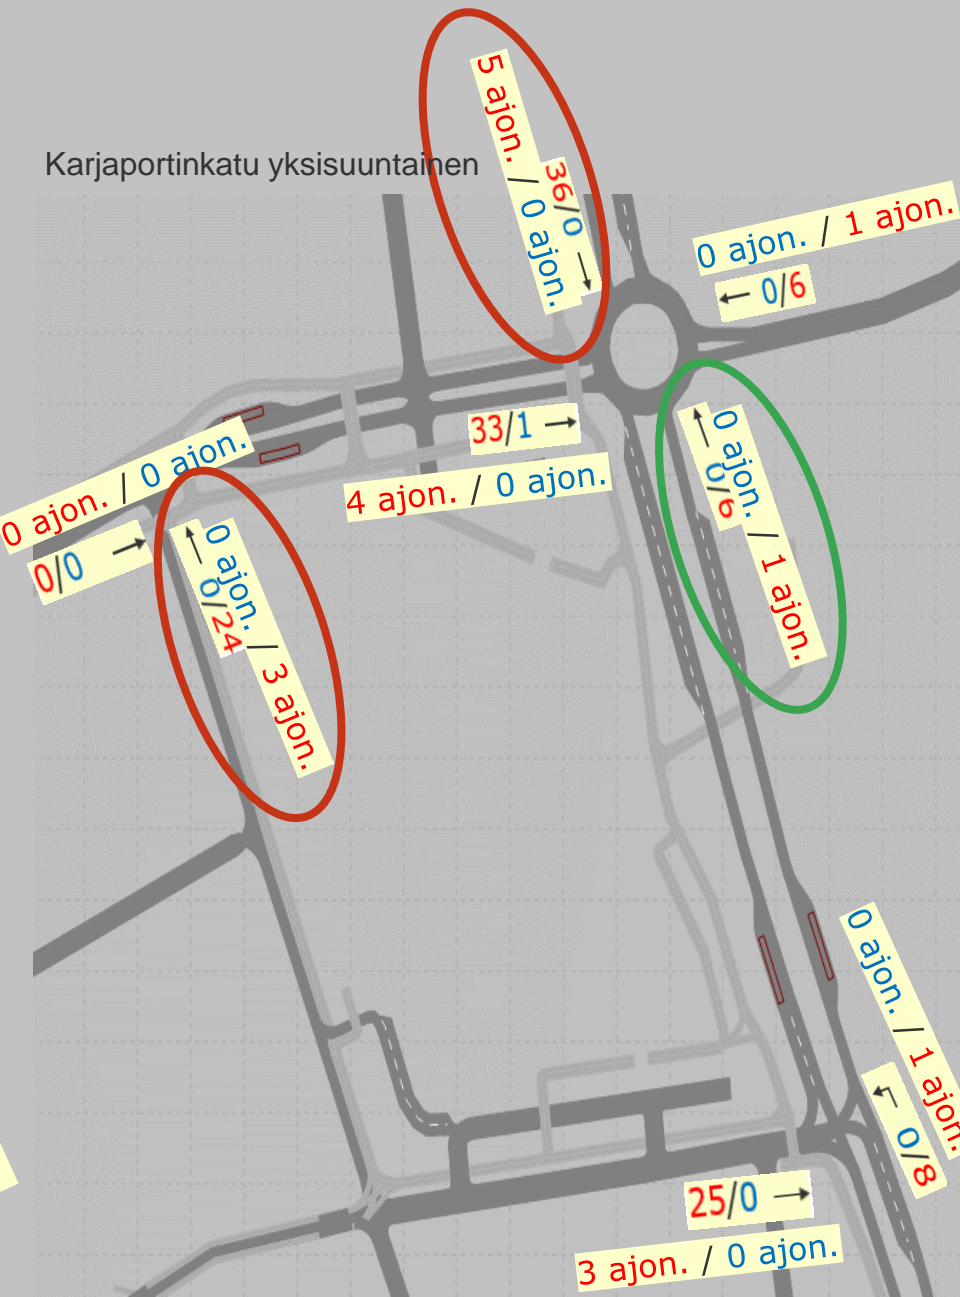 5 ajon. / 0 ajon.
36/0
Karjaportinkatu yksisuuntainen
0 ajon. / 1 ajon.
0/6
33/1
4 ajon. / 0 ajon.
0 ajon. / 0 ajon.
0/0
0 ajon. / 3 ajon.
0/24
0 ajon. / 1 ajon.
0/6
0 ajon. / 1 ajon.
0/8
25/0
3 ajon. / 0 ajon.